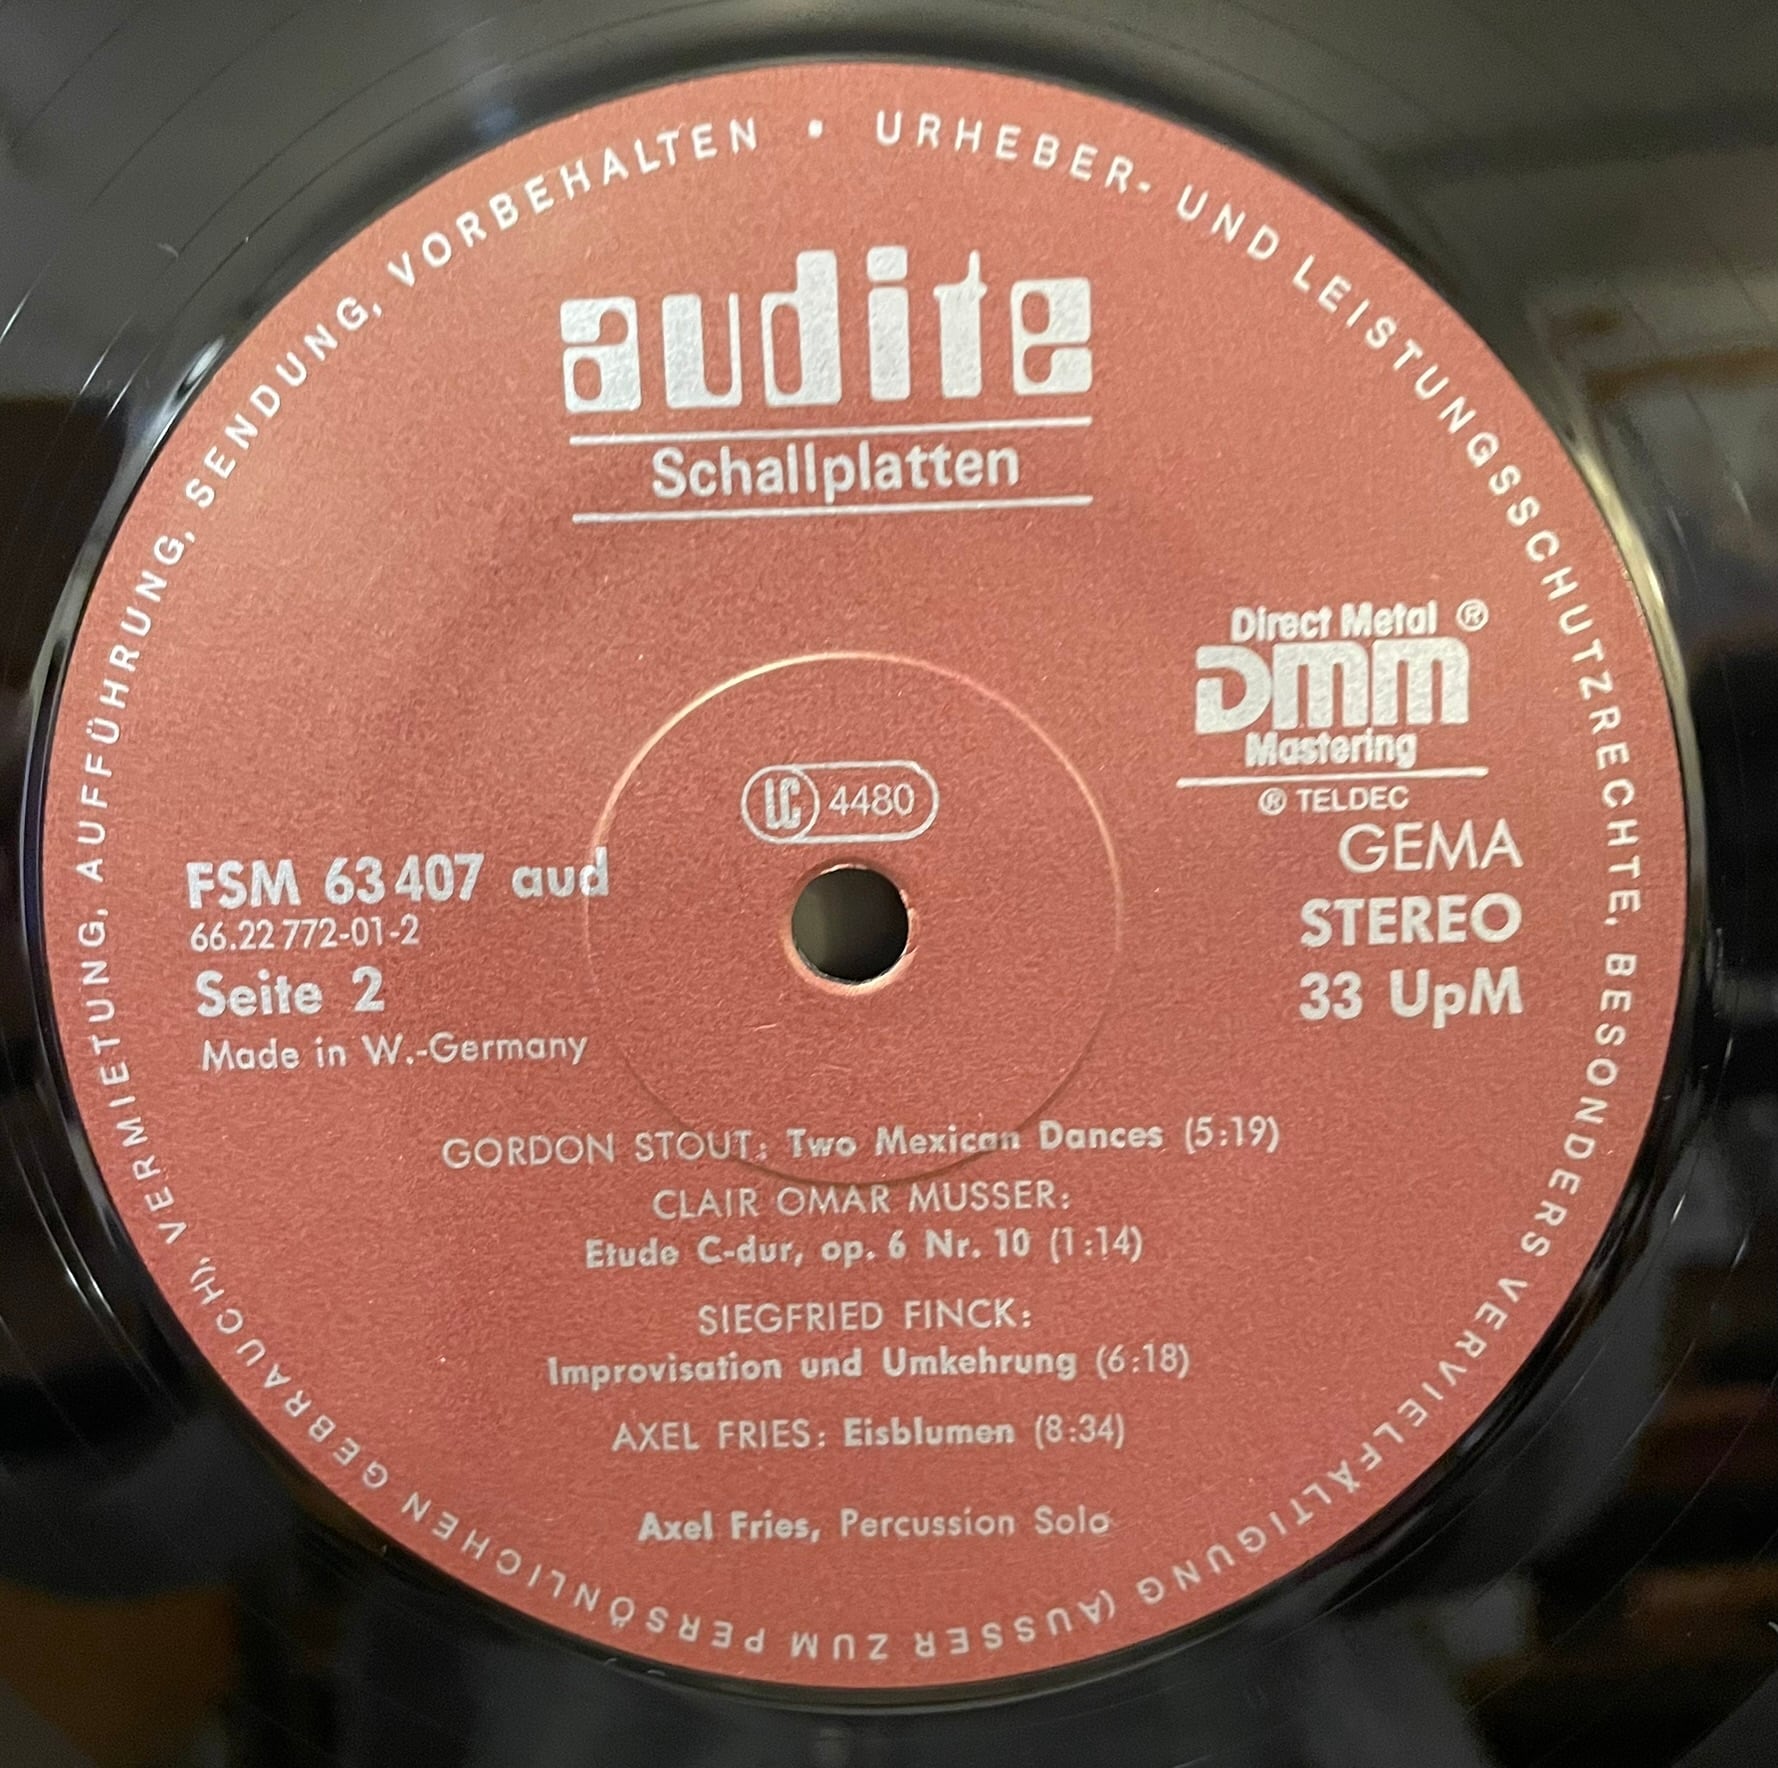 URHEBER- UND LEISTUNGSSCHUTZRECHTE, BESONDERS VERVIELFÄLTIGUNG (AUSSER ZUM PERSÖNLICHEN GEBRAUCH), VERMIETUNG, AUFFÜHRUNG, SENDUNG, VORBEHALTEN •
audite
Schallplatten
Direct Metal ®
DMM
Mastering
® TELDEC
LC 4480
GEMA
STEREO
33 UpM
FSM 63 407 aud
66.22 772-01-2
Seite 2
Made in W.-Germany
GORDON STOUT: Two Mexican Dances (5:19)
CLAIR OMAR MUSSER:
Etude C-dur, op. 6 Nr. 10 (1:14)
SIEGFRIED FINCK:
Improvisation und Umkehrung (6:18)
AXEL FRIES: Eisblumen (8:34)
Axel Fries, Percussion Solo